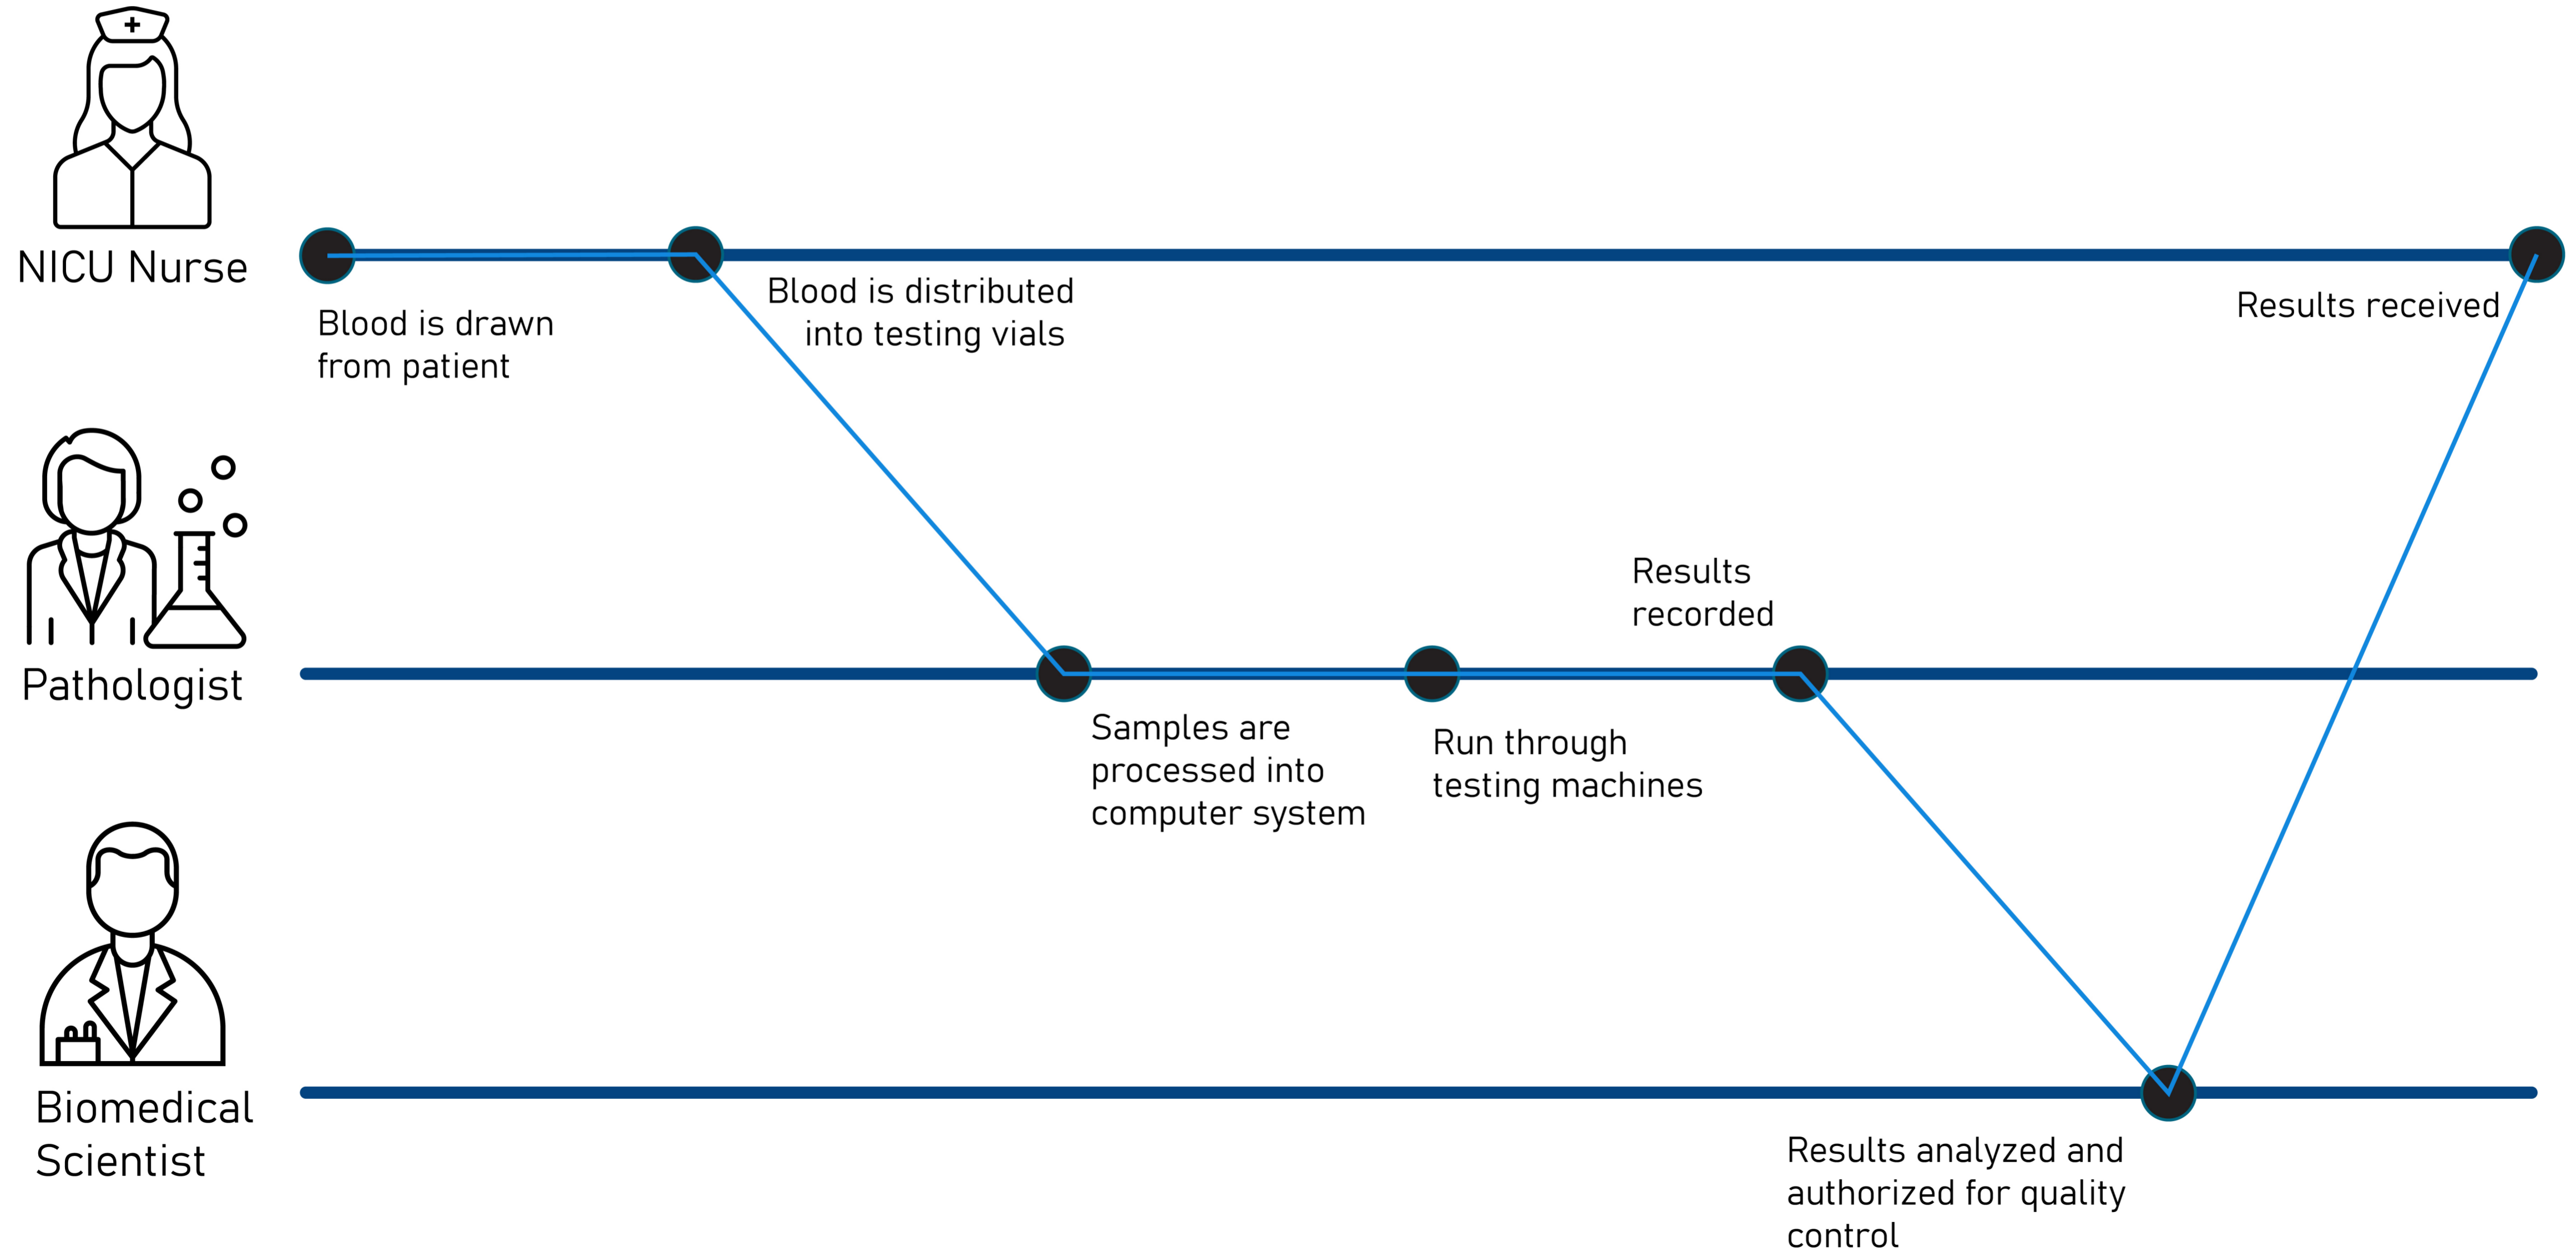 NICU Nurse
Blood is drawn
from patient
Blood is distributed
into testing vials
Results received
Pathologist
Samples are
processed into
computer system
Run through
testing machines
Results
recorded
Biomedical
Scientist
Results analyzed and
authorized for quality
control